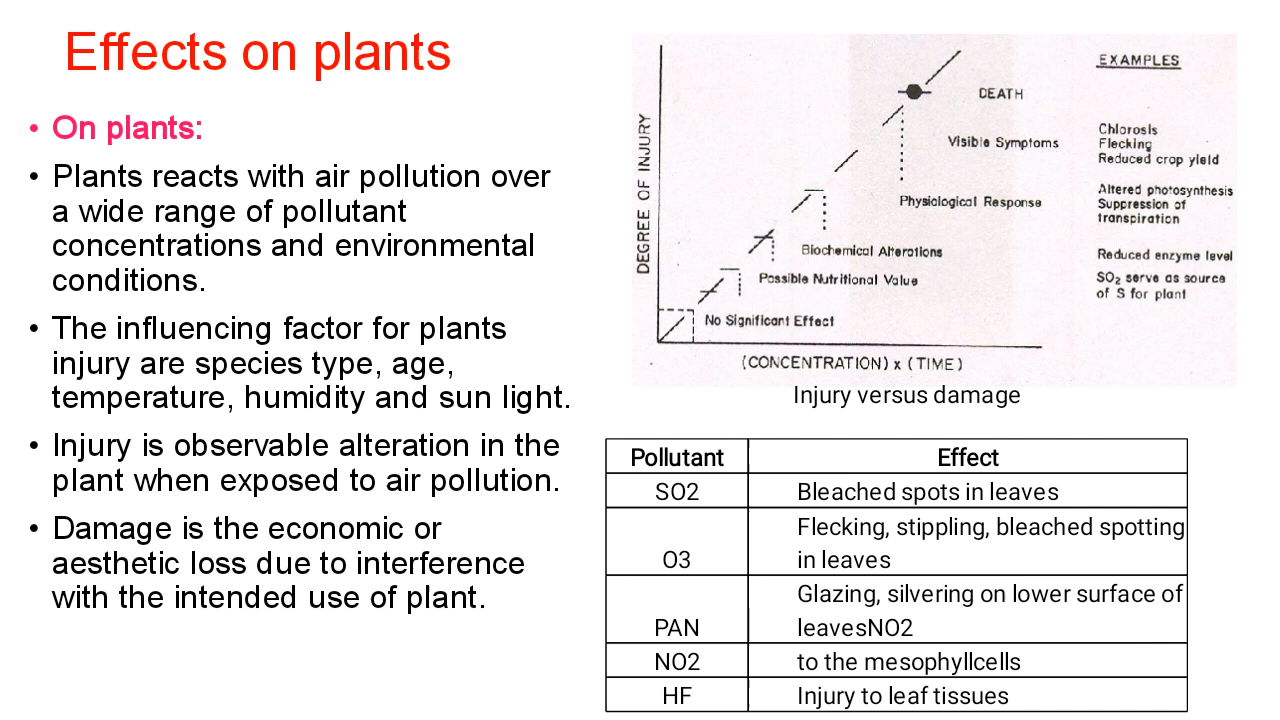 Effects on plants
• On plants:
• Plants reacts with air pollution over
a wide range of pollutant
concentrations and environmental
conditions.
• The influencing factor for plants
injury are species type, age,
temperature, humidity and sun light.
• Injury is observable alteration in the
plant when exposed to air pollution.
• Damage is the economic or
aesthetic loss due to interference
with the intended use of plant.
DEGREE OF INJURY
EXAMPLES
DEATH
Visible Symptoms
Chlorosis
Flecking
Reduced crop yield
Physiological Response
Altered photosynthesis
Suppression of
transpiration
Biochemical Alterations
Reduced enzyme level
Possible Nutritional Value
SO2 serve as source
of S for plant
No Significant Effect
(CONCENTRATION) x (TIME)
Injury versus damage
Pollutant Effect
SO2 Bleached spots in leaves
Flecking, stippling, bleached spotting
O3 in leaves
Glazing, silvering on lower surface of
PAN leavesNO2
NO2 to the mesophyllcells
HF Injury to leaf tissues